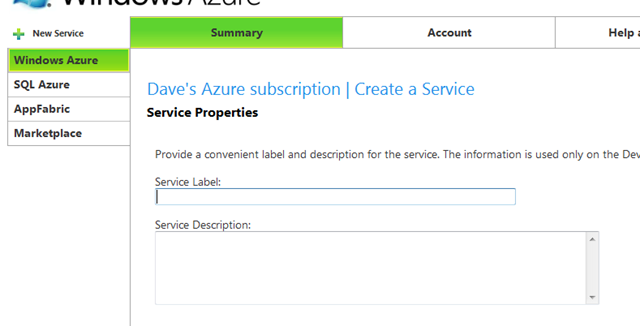 Windows Azure
New Service
Summary
Account
Help a
Windows Azure
SQL Azure
AppFabric
Marketplace
Dave's Azure subscription | Create a Service
Service Properties
Provide a convenient label and description for the service. The information is used only on the Dev
Service Label:
Service Description: